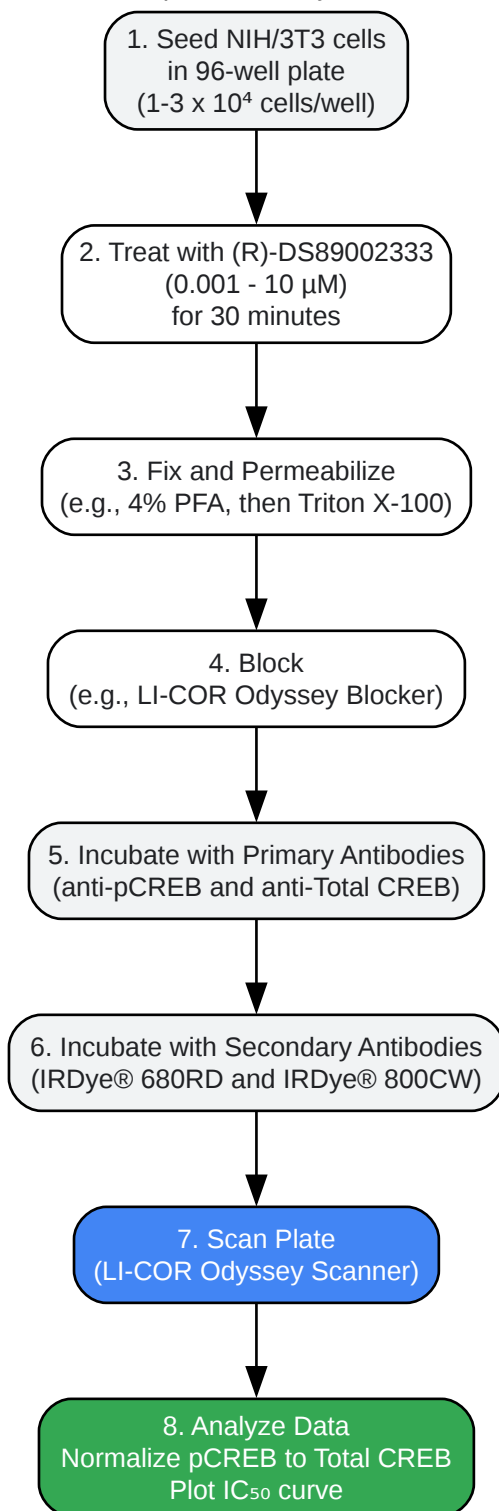 1. Seed NIH/3T3 cells
in 96-well plate
(1-3 x 10⁴ cells/well)
2. Treat with (R)-DS89002333
(0.001 - 10 µM)
for 30 minutes
3. Fix and Permeabilize
(e.g., 4% PFA, then Triton X-100)
4. Block
(e.g., LI-COR Odyssey Blocker)
5. Incubate with Primary Antibodies
(anti-pCREB and anti-Total CREB)
6. Incubate with Secondary Antibodies
(IRDye® 680RD and IRDye® 800CW)
7. Scan Plate
(LI-COR Odyssey Scanner)
8. Analyze Data
Normalize pCREB to Total CREB
Plot IC₅₀ curve